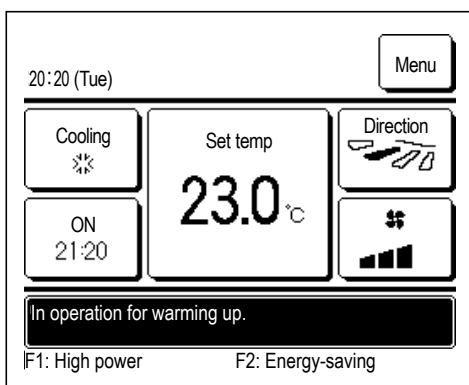 Menu
20:20 (Tue)
Cooling
Set temp
Direction
23.0 °C
ON
21:20
In operation for warming up.
F1: High power
F2: Energy-saving